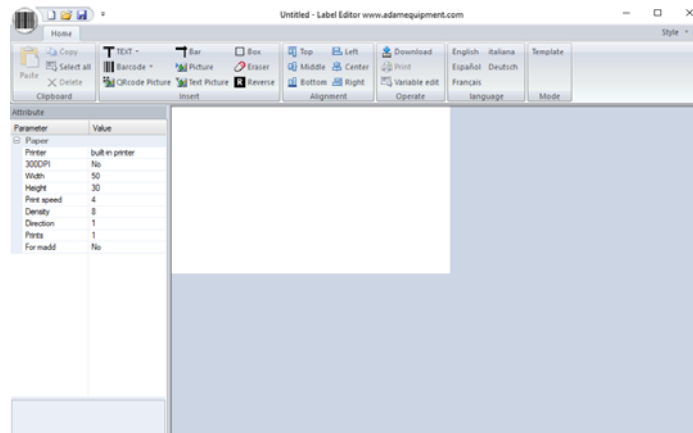 Untitled - Label Editor www.adamequipment.com
Home
Style
Paste
Copy
Select all
Delete
Clipboard
TEXT
Bar
Box
Barcode
Picture
Eraser
QRcode Picture
Text Picture
Reverse
Insert
Top
Left
Middle
Center
Bottom
Right
Alignment
Download
Print
Variable edit
Operate
English
italiana
Español
Deutsch
Français
language
Template
Mode
Attribute
Parameter Value
Paper
Printer built-in printer
300DPI No
Width 50
Height 30
Print speed 4
Density 8
Direction 1
Prints 1
For madd No